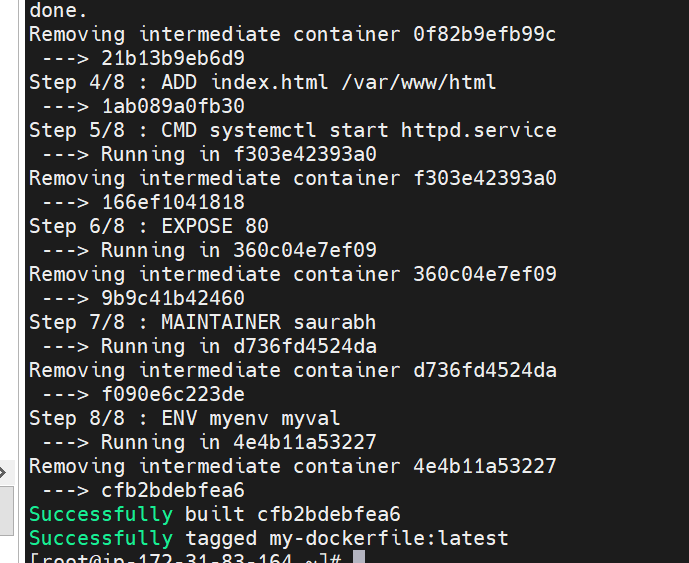 done.
Removing intermediate container 0f82b9efb99c
 ---> 21b13b9eb6d9
Step 4/8 : ADD index.html /var/www/html
 ---> 1ab089a0fb30
Step 5/8 : CMD systemctl start httpd.service
 ---> Running in f303e42393a0
Removing intermediate container f303e42393a0
 ---> 166ef1041818
Step 6/8 : EXPOSE 80
 ---> Running in 360c04e7ef09
Removing intermediate container 360c04e7ef09
 ---> 9b9c41b42460
Step 7/8 : MAINTAINER saurabh
 ---> Running in d736fd4524da
Removing intermediate container d736fd4524da
 ---> f090e6c223de
Step 8/8 : ENV myenv myval
 ---> Running in 4e4b11a53227
Removing intermediate container 4e4b11a53227
 ---> cfb2bdebfea6
Successfully built cfb2bdebfea6
Successfully tagged my-dockerfile:latest
[root@ip-172-31-83-164 ~]#